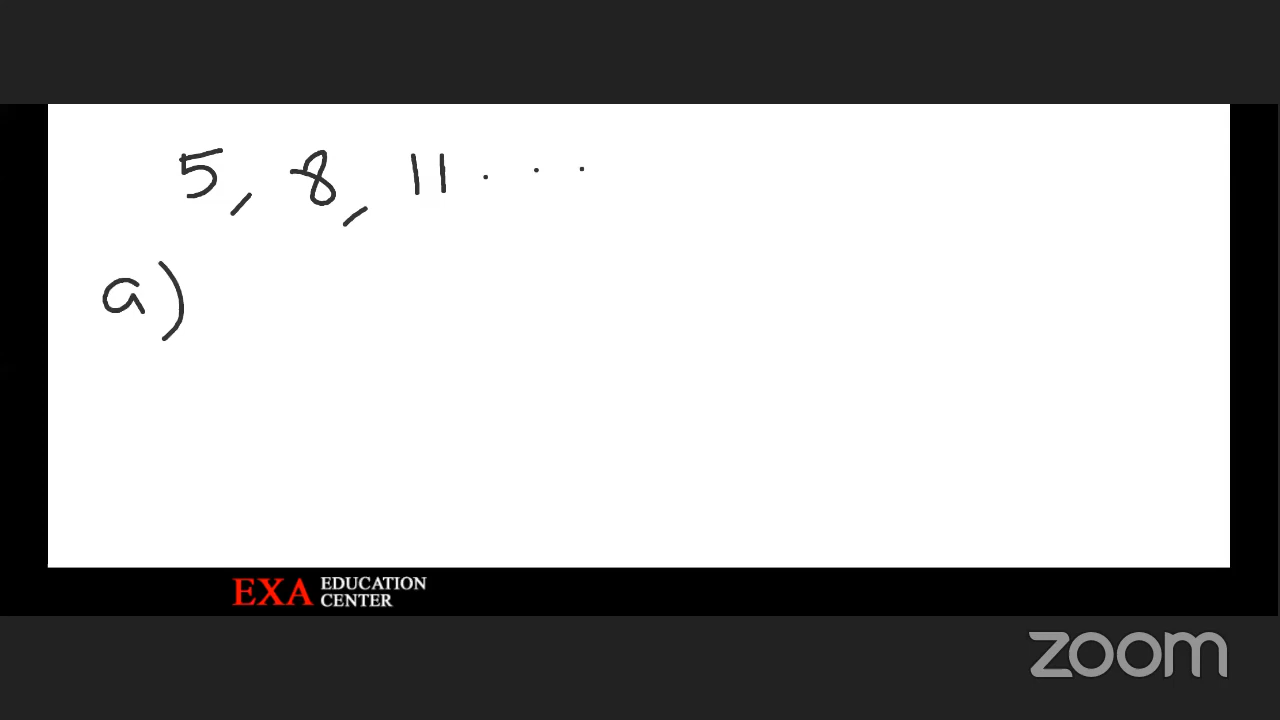 5, 8, 11 . . .
a)
EXA EDUCATION
CENTER
zoom